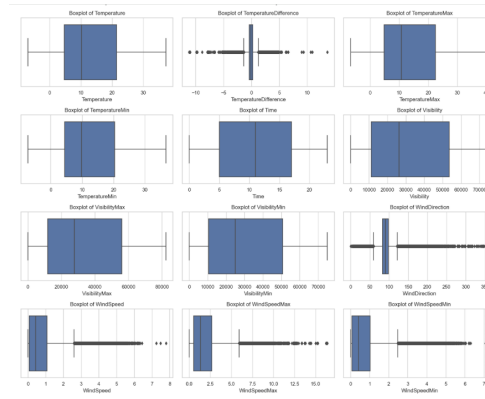 Boxplot of Temperature
0 10 20 30
Temperature
Boxplot of TemperatureDifference
−10 −5 0 5 10
TemperatureDifference
Boxplot of TemperatureMax
0 10 20 30 40
TemperatureMax
Boxplot of TemperatureMin
0 10 20 30
TemperatureMin
Boxplot of Time
0 5 10 15 20
Time
Boxplot of Visibility
0 10000 20000 30000 40000 50000 60000 7000
Visibility
Boxplot of VisibilityMax
0 20000 40000 60000 80000
VisibilityMax
Boxplot of VisibilityMin
0 10000 20000 30000 40000 50000 60000 70000
VisibilityMin
Boxplot of WindDirection
0 50 100 150 200 250 300 350
WindDirection
Boxplot of WindSpeed
0 1 2 3 4 5 6 7 8
WindSpeed
Boxplot of WindSpeedMax
0.0 2.5 5.0 7.5 10.0 12.5 15.0
WindSpeedMax
Boxplot of WindSpeedMin
0 1 2 3 4 5 6 7
WindSpeedMin